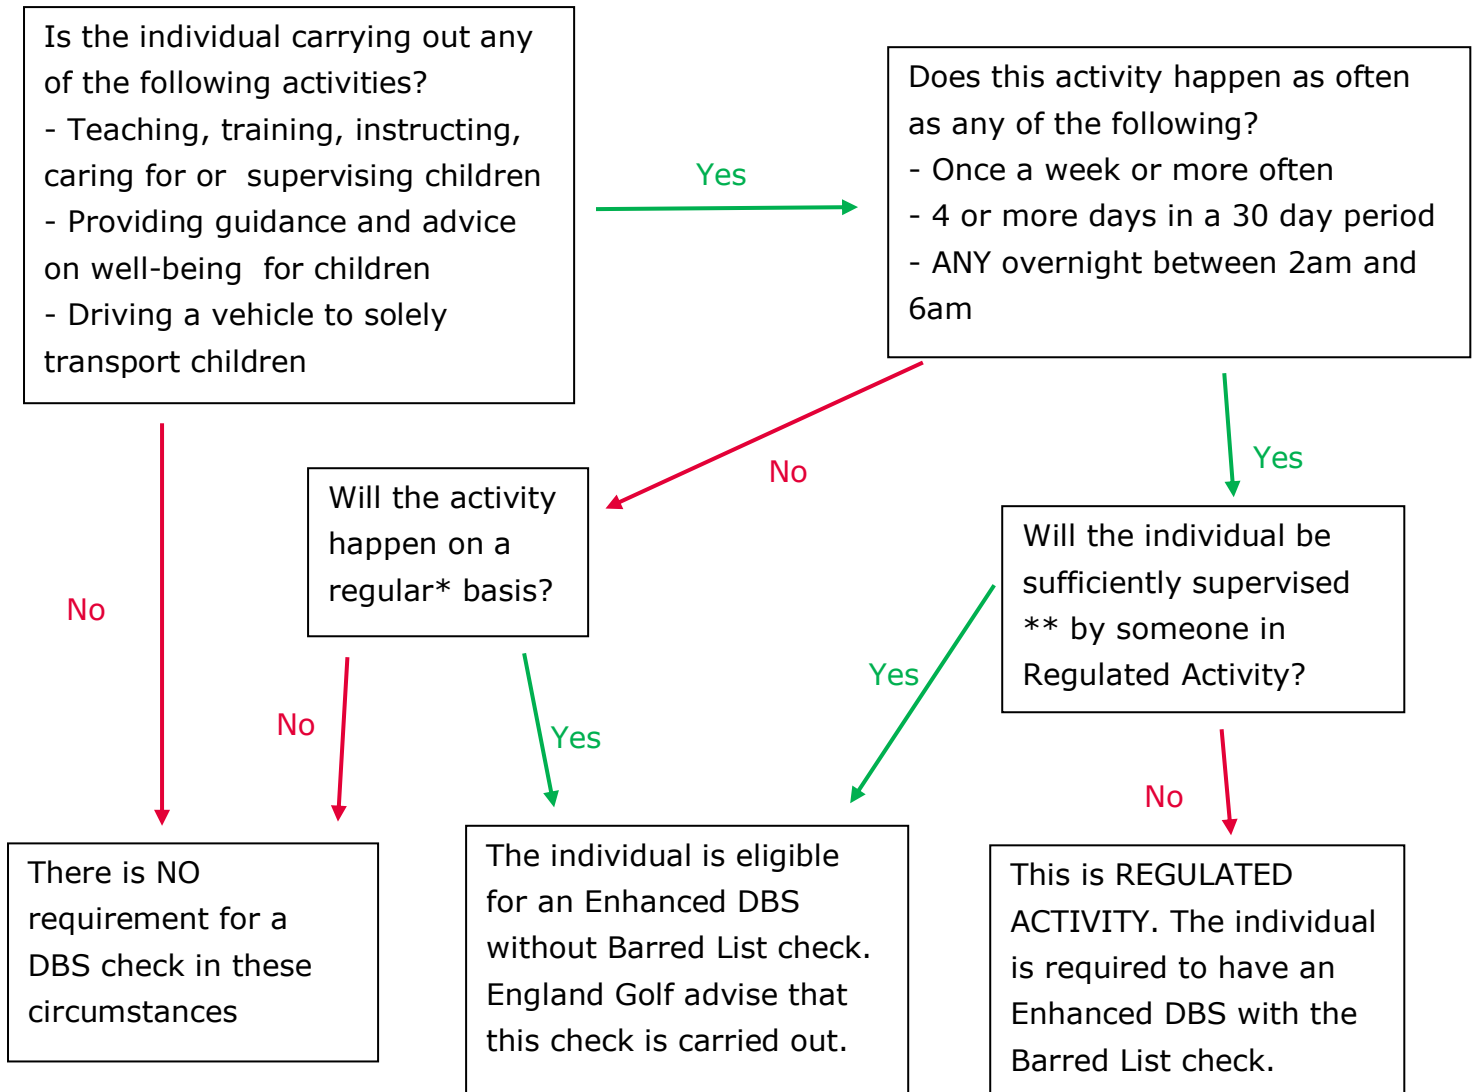 Is the individual carrying out any
of the following activities?
- Teaching, training, instructing,
caring for or supervising children
- Providing guidance and advice
on well-being for children
- Driving a vehicle to solely
transport children
Yes
Does this activity happen as often
as any of the following?
- Once a week or more often
- 4 or more days in a 30 day period
- ANY overnight between 2am and
6am
No
No
Yes
Will the activity
happen on a
regular* basis?
Will the individual be
sufficiently supervised
** by someone in
Regulated Activity?
No
Yes
Yes
No
There is NO
requirement for a
DBS check in these
circumstances
The individual is eligible
for an Enhanced DBS
without Barred List check.
England Golf advise that
this check is carried out.
This is REGULATED
ACTIVITY. The individual
is required to have an
Enhanced DBS with the
Barred List check.